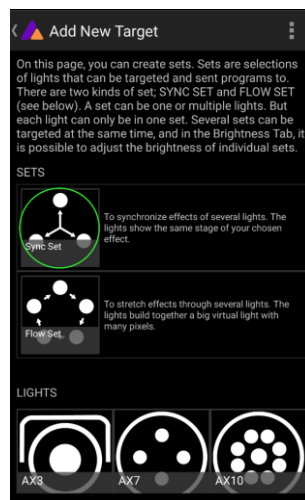 Add New Target
On this page, you can create sets. Sets are selections
of lights that can be targeted and sent programs to.
There are two kinds of set; SYNC SET and FLOW SET
(see below). A set can be one or multiple lights. But
each light can only be in one set. Several sets can be
targeted at the same time, and in the Brightness Tab, it
is possible to adjust the brightness of individual sets.
SETS
To synchronize effects of several lights. The
lights show the same stage of your chosen
effect.
Sync Set
To stretch effects through several lights. The
lights build together a big virtual light with
many pixels.
Flow Set
LIGHTS
AX3
AX7
AX10